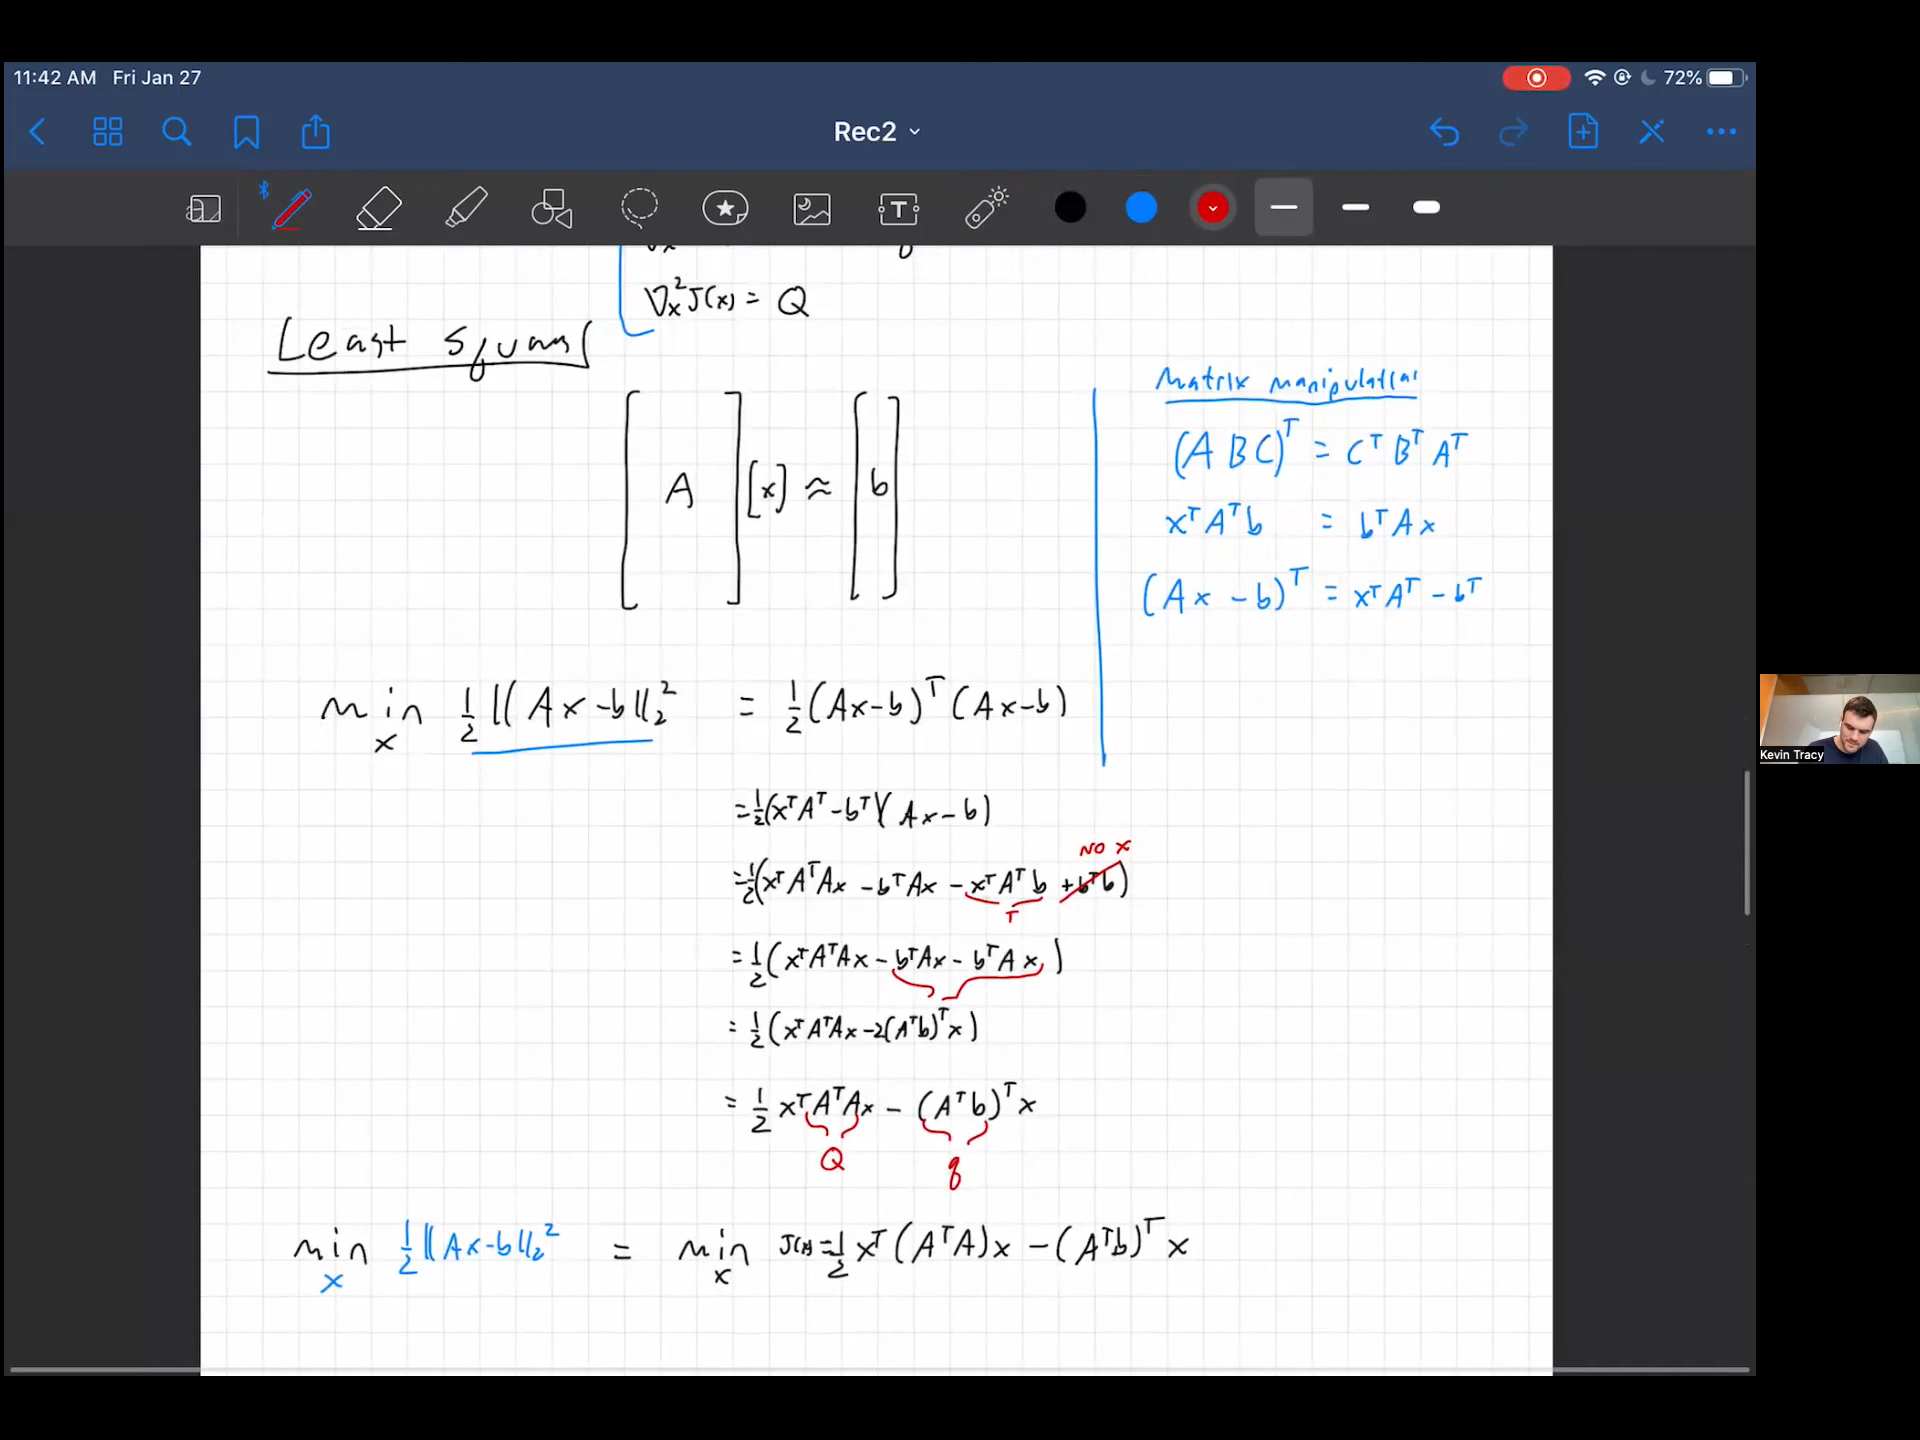 11:42 AM Fri Jan 27 72%
Rec2
∇ₓ²J(x) = Q
Least squares
[A][x] ≈ [b]
Matrix manipulation
(ABC)ᵀ = CᵀBᵀAᵀ
xᵀAᵀb = bᵀAx
(Ax - b)ᵀ = xᵀAᵀ - bᵀ
min x 1/2 ||Ax-b||₂² = 1/2 (Ax-b)ᵀ(Ax-b)
= 1/2 (xᵀAᵀ - bᵀ)(Ax - b)
NO x
= 1/2 (xᵀAᵀAx - bᵀAx - xᵀAᵀb + bᵀb)
T
= 1/2 (xᵀAᵀAx - bᵀAx - bᵀAx)
= 1/2 (xᵀAᵀAx - 2(Aᵀb)ᵀx)
= 1/2 xᵀAᵀAx - (Aᵀb)ᵀx
Q q
min x 1/2 ||Ax-b||₂² = min x J(x) = 1/2 xᵀ(AᵀA)x - (Aᵀb)ᵀx
Kevin Tracy